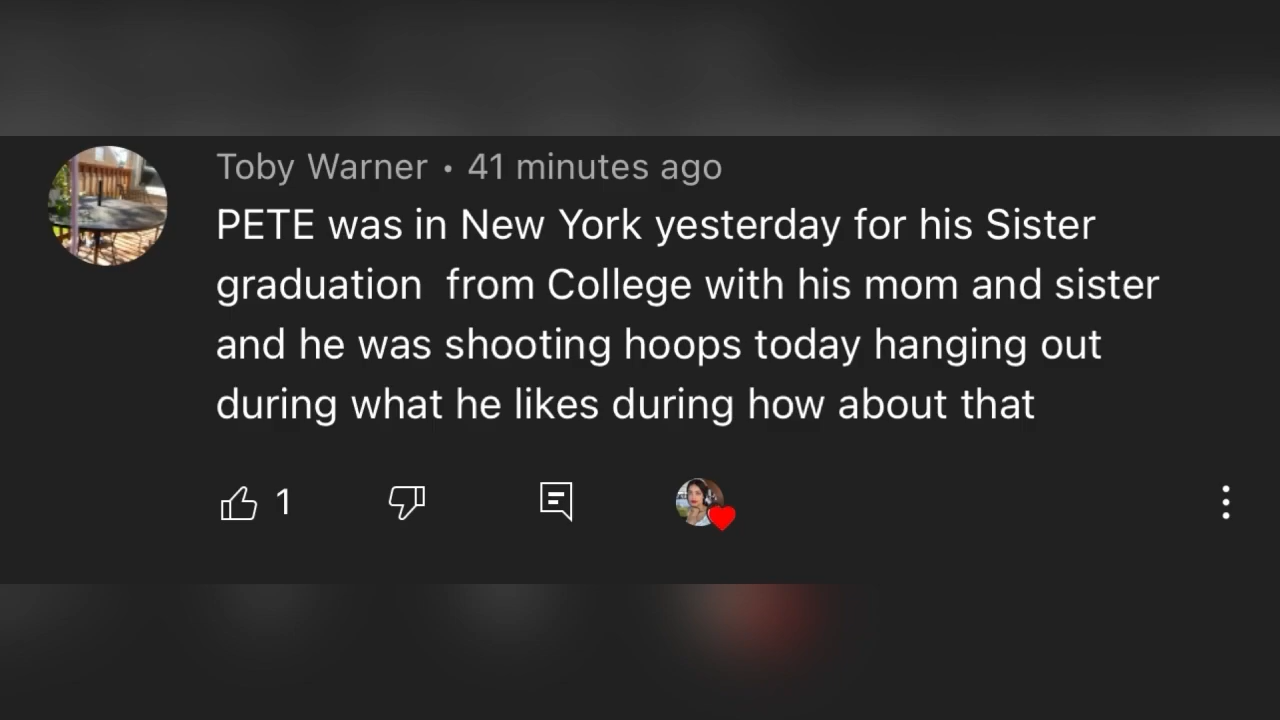 Toby Warner • 41 minutes ago
PETE was in New York yesterday for his Sister
graduation  from College with his mom and sister
and he was shooting hoops today hanging out
during what he likes during how about that
1